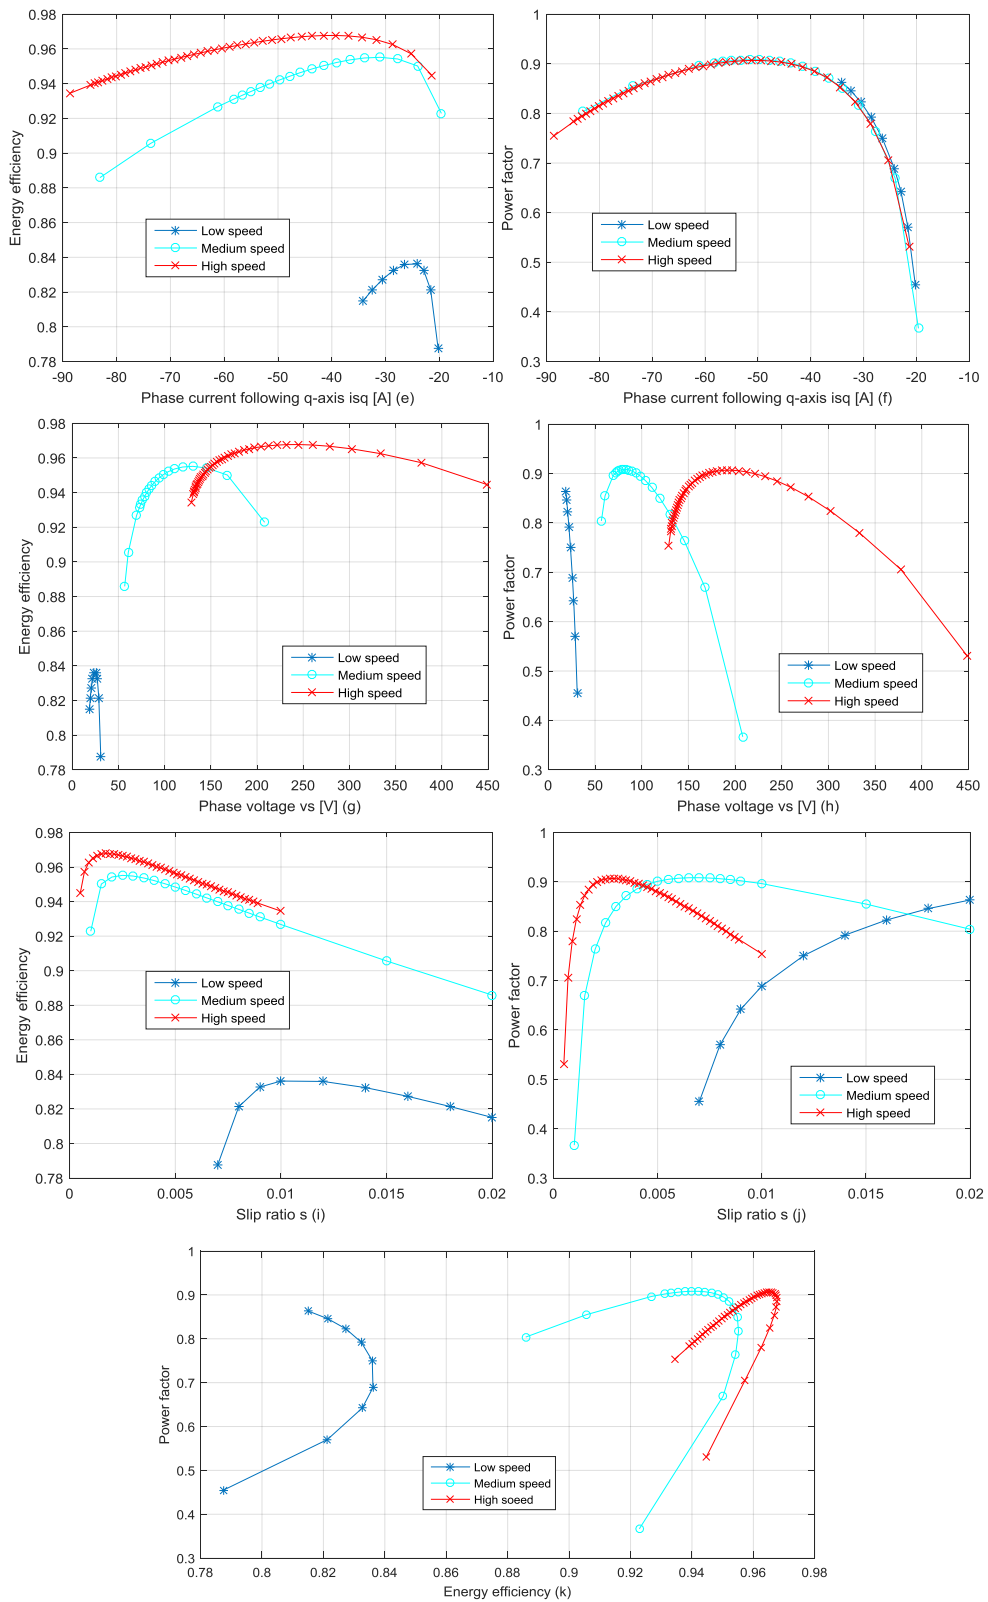 0.98
0.96
0.94
0.92
0.9
0.88
0.86
0.84
0.82
0.8
0.78
Energy efficiency
Low speed
Medium speed
High speed
-90 -80 -70 -60 -50 -40 -30 -20 -10
Phase current following q-axis isq [A] (e)
1
0.9
0.8
0.7
0.6
0.5
0.4
0.3
Power factor
Low speed
Medium speed
High speed
-90 -80 -70 -60 -50 -40 -30 -20 -10
Phase current following q-axis isq [A] (f)
0.98
0.96
0.94
0.92
0.9
0.88
0.86
0.84
0.82
0.8
0.78
Energy efficiency
Low speed
Medium speed
High speed
0 50 100 150 200 250 300 350 400 450
Phase voltage vs [V] (g)
1
0.9
0.8
0.7
0.6
0.5
0.4
0.3
Power factor
Low speed
Medium speed
High speed
0 50 100 150 200 250 300 350 400 450
Phase voltage vs [V] (h)
0.98
0.96
0.94
0.92
0.9
0.88
0.86
0.84
0.82
0.8
0.78
Energy efficiency
Low speed
Medium speed
High speed
0 0.005 0.01 0.015 0.02
Slip ratio s (i)
1
0.9
0.8
0.7
0.6
0.5
0.4
0.3
Power factor
Low speed
Medium speed
High speed
0 0.005 0.01 0.015 0.02
Slip ratio s (j)
1
0.9
0.8
0.7
0.6
0.5
0.4
0.3
Power factor
Low speed
Medium speed
High soeed
0.78 0.8 0.82 0.84 0.86 0.88 0.9 0.92 0.94 0.96 0.98
Energy efficiency (k)